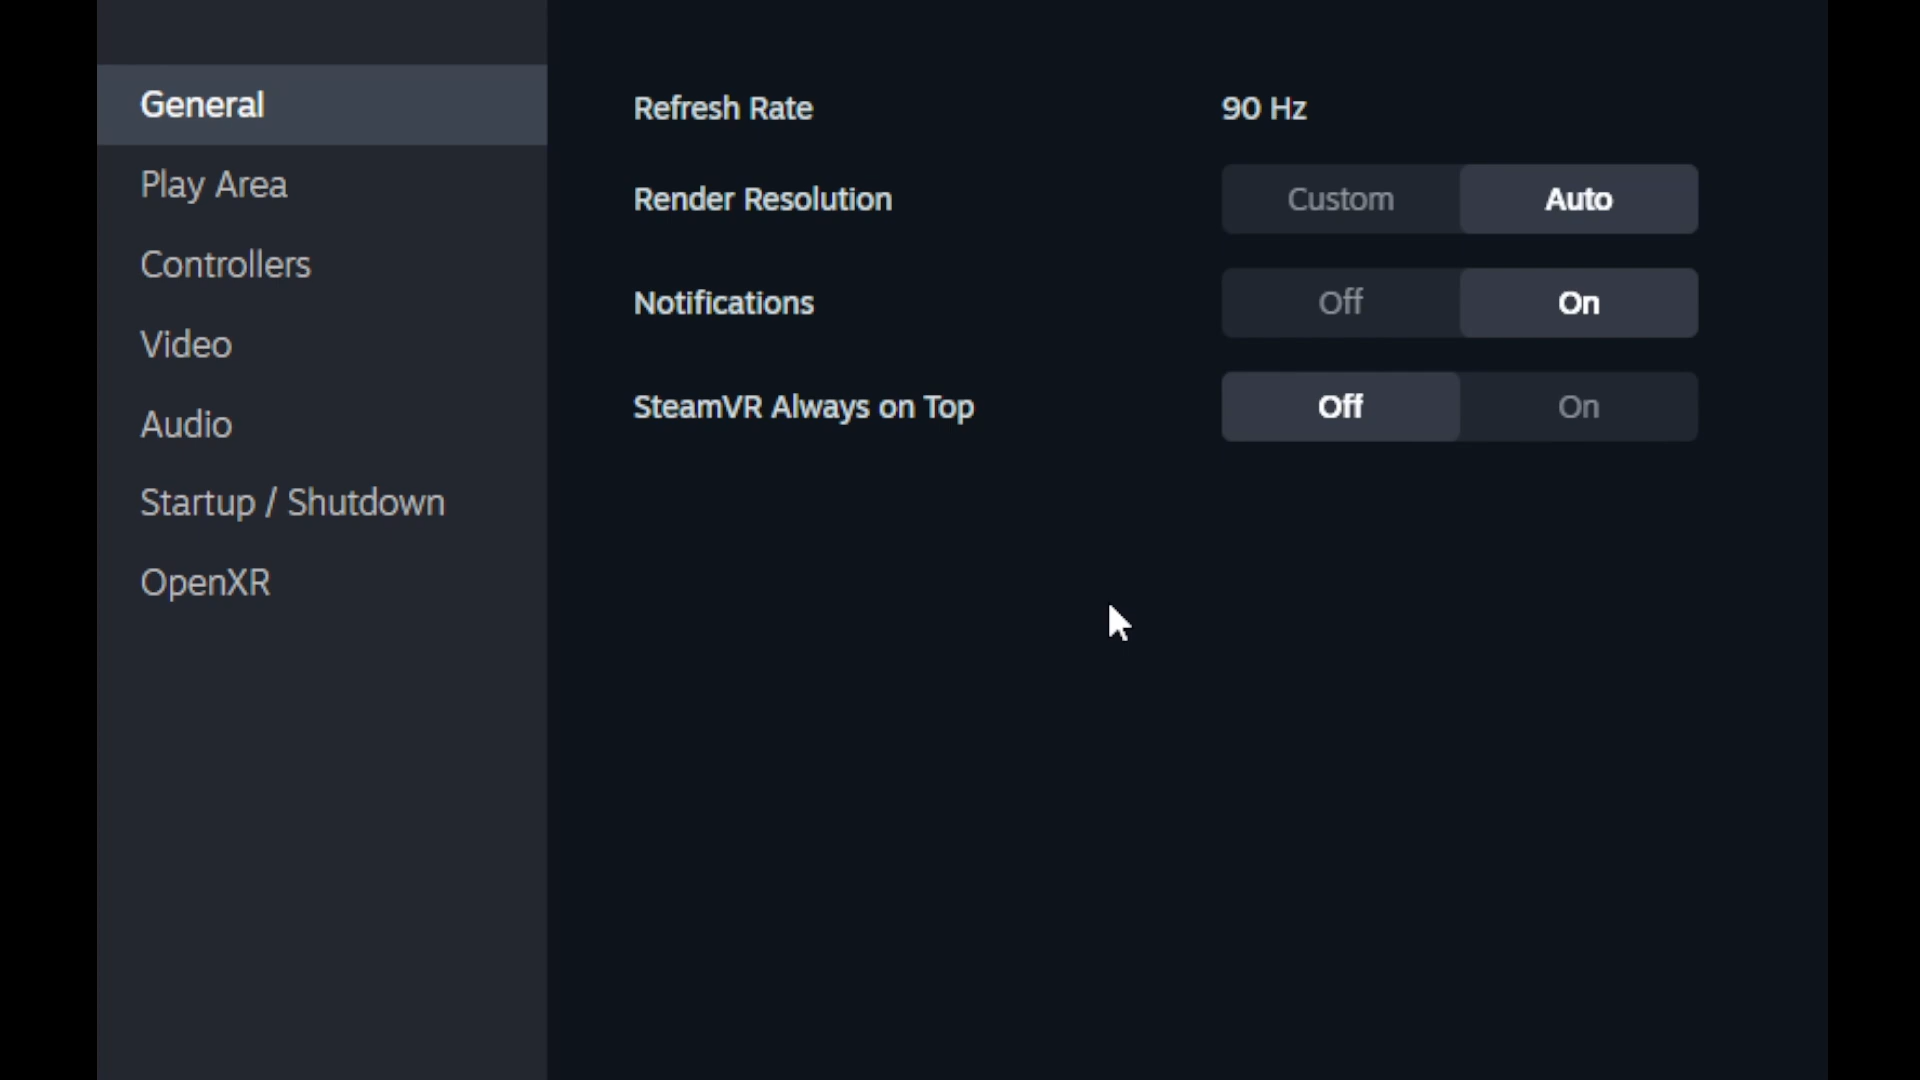 General
Play Area
Controllers
Video
Audio
Startup / Shutdown
OpenXR
Refresh Rate 90 Hz
Render Resolution Custom Auto
Notifications Off On
SteamVR Always on Top Off On